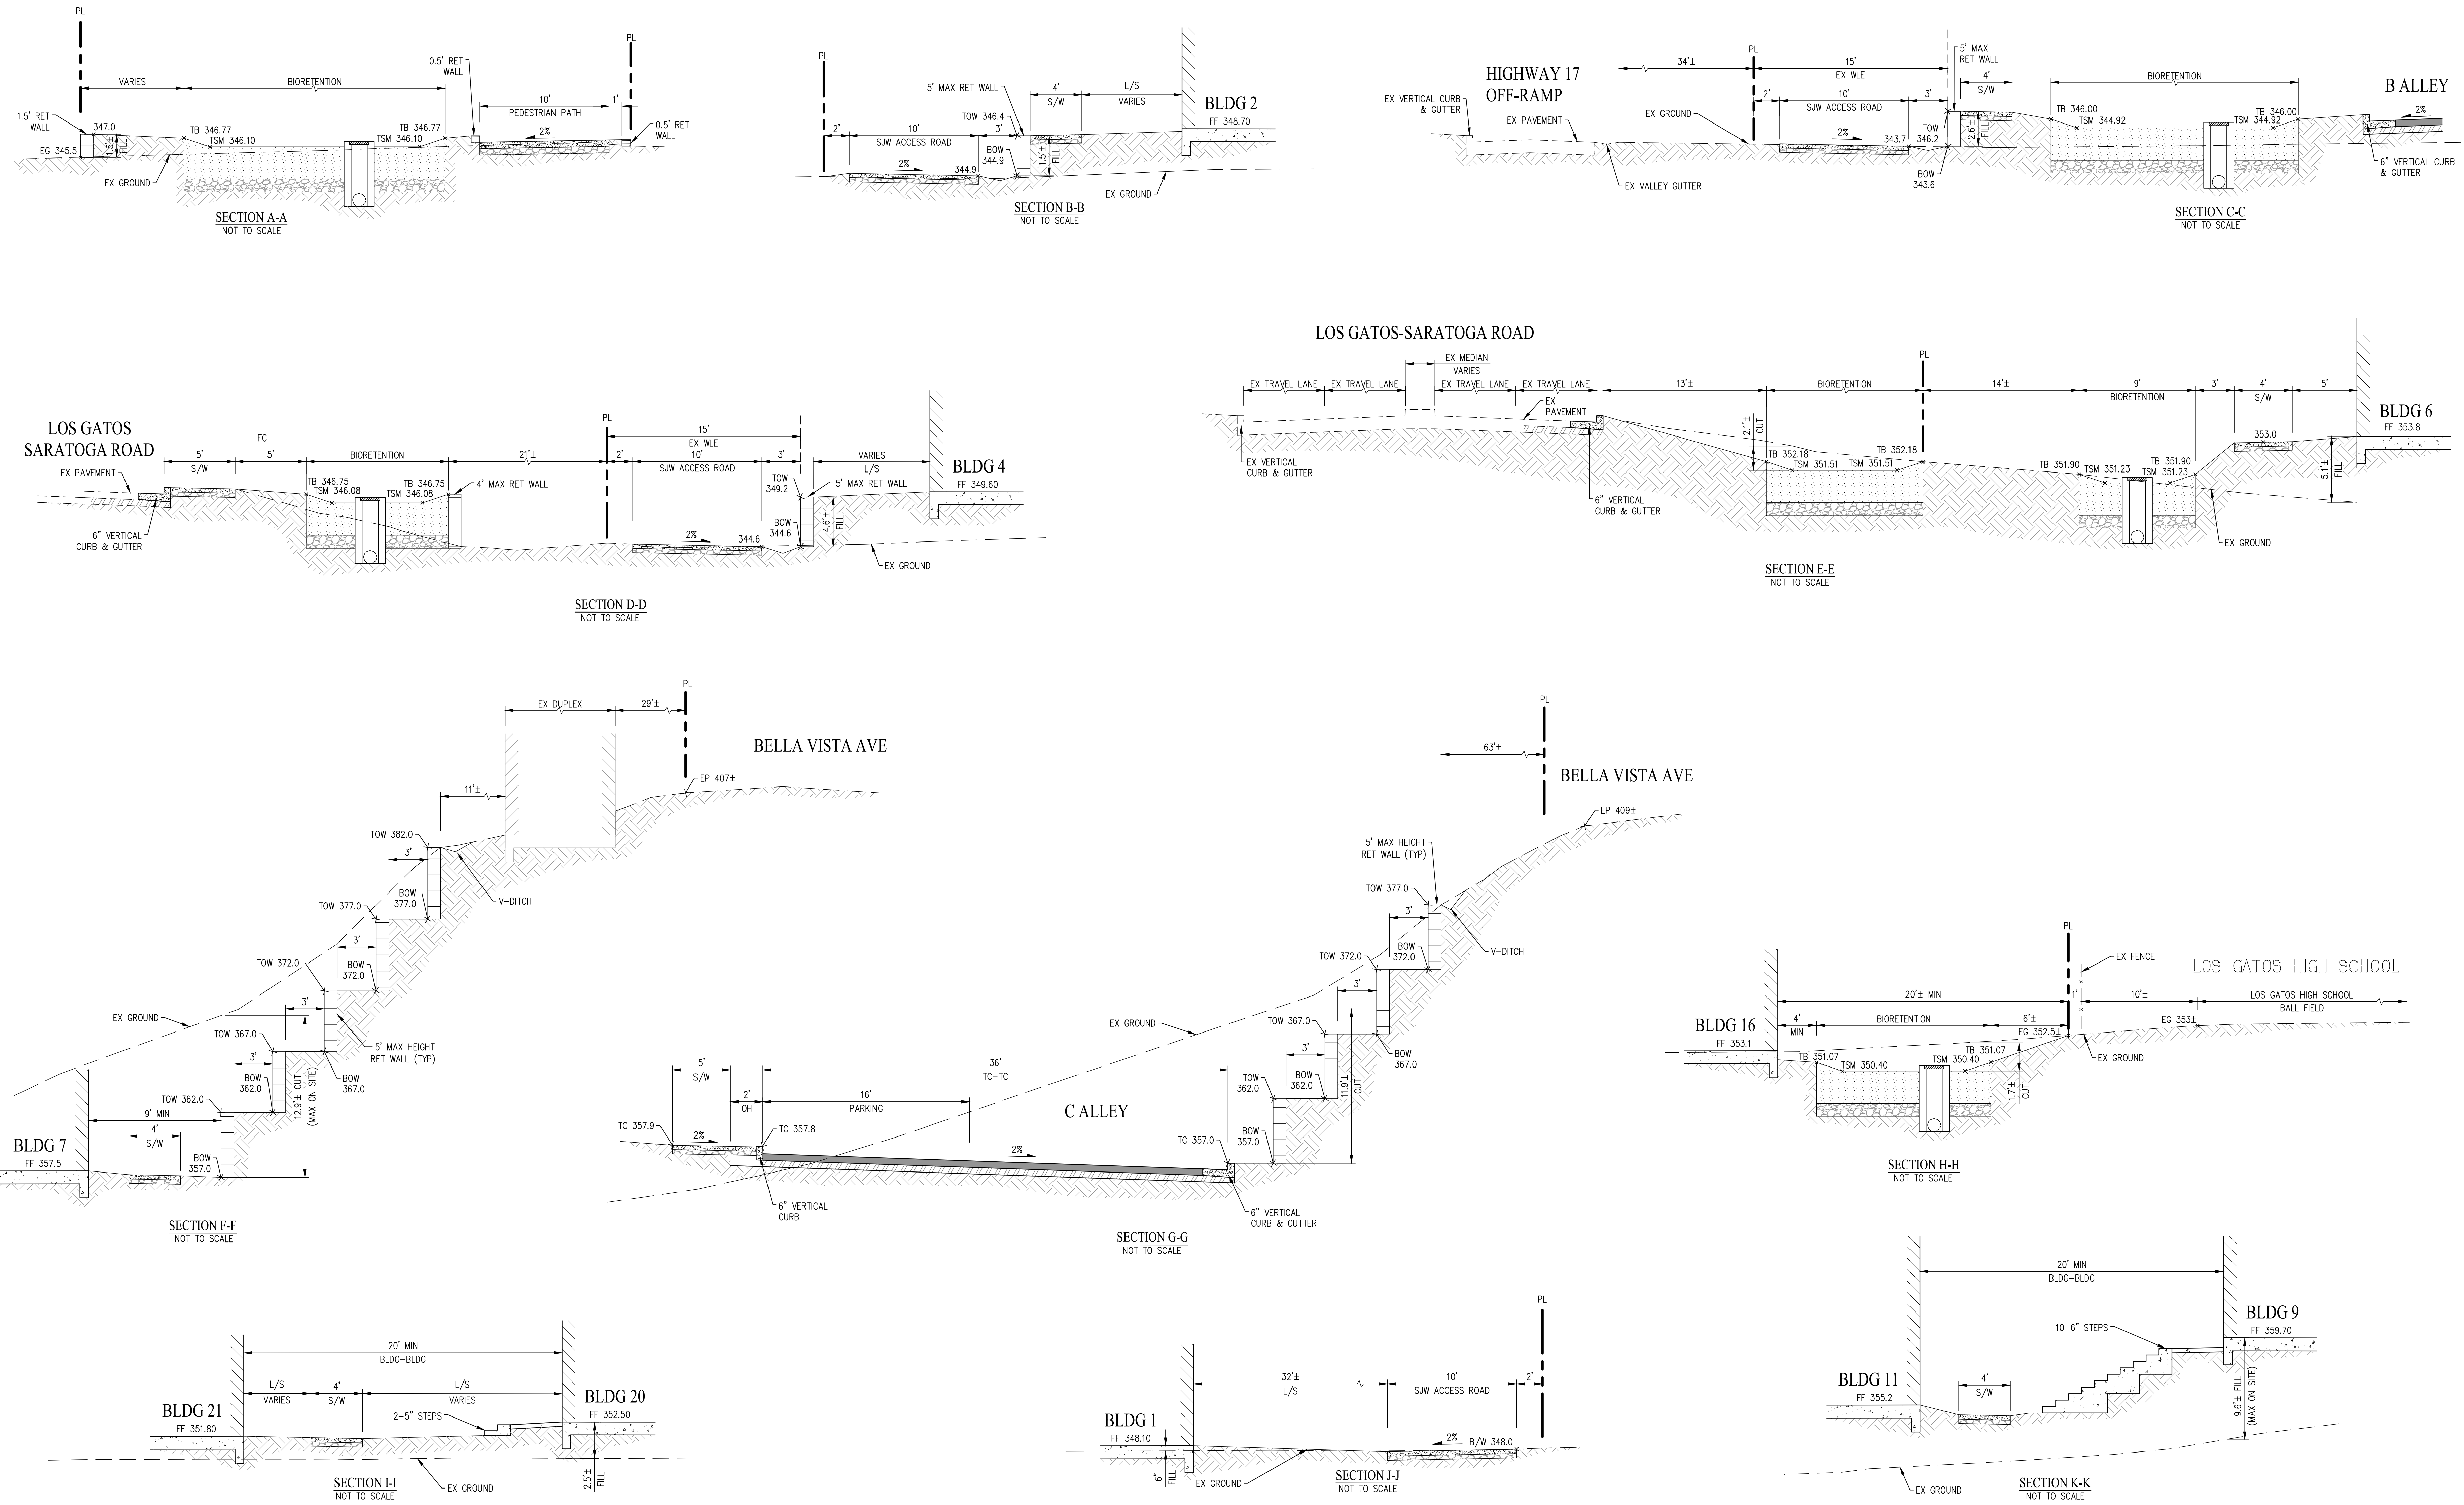 PL
PL
VARIES
BIORETENTION
0.5' RET
WALL
10'
PEDESTRIAN PATH
1'
0.5' RET
WALL
1.5' RET
WALL
347.0
TB 346.77
TSM 346.10
TB 346.77
TSM 346.10
2%
EG 345.5
1.5'±
FILL
EX GROUND
SECTION A-A
NOT TO SCALE
PL
5' MAX RET WALL
4'
S/W
L/S
VARIES
BLDG 2
FF 348.70
TOW 346.4
2'
10'
SJW ACCESS ROAD
3'
BOW
344.9
2%
344.9
1.5'±
FILL
EX GROUND
SECTION B-B
NOT TO SCALE
HIGHWAY 17
OFF-RAMP
34'±
PL
15'
EX WLE
5' MAX
RET WALL
4'
S/W
BIORETENTION
B ALLEY
EX VERTICAL CURB
& GUTTER
EX PAVEMENT
EX GROUND
2'
10'
SJW ACCESS ROAD
3'
TB 346.00
TSM 344.92
TB 346.00
TSM 344.92
2%
2%
343.7
TOW
346.2
2.6'±
FILL
BOW
343.6
EX VALLEY GUTTER
6" VERTICAL CURB
& GUTTER
SECTION C-C
NOT TO SCALE
LOS GATOS
SARATOGA ROAD
FC
EX PAVEMENT
5'
S/W
5'
BIORETENTION
21'±
PL
15'
EX WLE
2'
10'
SJW ACCESS ROAD
3'
VARIES
L/S
BLDG 4
FF 349.60
TB 346.75
TSM 346.08
TB 346.75
TSM 346.08
4' MAX RET WALL
TOW
349.2
5' MAX RET WALL
BOW
344.6
4.6'±
FILL
2%
344.6
6" VERTICAL
CURB & GUTTER
EX GROUND
SECTION D-D
NOT TO SCALE
LOS GATOS-SARATOGA ROAD
EX MEDIAN
VARIES
EX TRAVEL LANE
EX TRAVEL LANE
EX TRAVEL LANE
EX TRAVEL LANE
13'±
BIORETENTION
PL
14'±
9'
BIORETENTION
3'
4'
S/W
5'
BLDG 6
FF 353.8
EX
PAVEMENT
2.1'±
CUT
TB 352.18
TSM 351.51
TB 352.18
TSM 351.51
TB 351.90
TSM 351.23
TB 351.90
TSM 351.23
353.0
5.1'±
FILL
EX VERTICAL
CURB & GUTTER
6" VERTICAL
CURB & GUTTER
EX GROUND
SECTION E-E
NOT TO SCALE
EX DUPLEX
29'±
PL
BELLA VISTA AVE
EP 407±
11'±
TOW 382.0
3'
BOW
377.0
V-DITCH
TOW 377.0
3'
BOW
372.0
TOW 372.0
3'
EX GROUND
TOW 367.0
5' MAX HEIGHT
RET WALL (TYP)
3'
BOW
362.0
BOW
367.0
12.9'± CUT
(MAX ON SITE)
TOW 362.0
9' MIN
4'
S/W
BLDG 7
FF 357.5
BOW
357.0
SECTION F-F
NOT TO SCALE
PL
63'±
BELLA VISTA AVE
EP 409±
5' MAX HEIGHT
RET WALL (TYP)
TOW 377.0
3'
BOW
372.0
V-DITCH
TOW 372.0
3'
EX GROUND
TOW 367.0
3'
BOW
367.0
TOW
362.0
BOW
362.0
11.9'±
CUT
5'
S/W
36'
TC-TC
2'
OH
16'
PARKING
C ALLEY
TC 357.9
2%
TC 357.8
2%
TC 357.0
BOW
357.0
6" VERTICAL
CURB
6" VERTICAL
CURB & GUTTER
SECTION G-G
NOT TO SCALE
PL
EX FENCE
LOS GATOS HIGH SCHOOL
20'± MIN
1'
10'±
LOS GATOS HIGH SCHOOL
BALL FIELD
BLDG 16
FF 353.1
4'
MIN
BIORETENTION
6'±
EG 352.5±
EG 353±
TB 351.07
TSM 350.40
TB 351.07
TSM 350.40
EX GROUND
1.7'±
CUT
SECTION H-H
NOT TO SCALE
20' MIN
BLDG-BLDG
L/S
VARIES
4'
S/W
L/S
VARIES
BLDG 21
FF 351.80
2-5" STEPS
BLDG 20
FF 352.50
2.5'±
FILL
EX GROUND
SECTION I-I
NOT TO SCALE
PL
32'±
L/S
10'
SJW ACCESS ROAD
2'
BLDG 1
FF 348.10
2%
B/W 348.0
6"
FILL
EX GROUND
SECTION J-J
NOT TO SCALE
20' MIN
BLDG-BLDG
10-6" STEPS
BLDG 9
FF 359.70
BLDG 11
FF 355.2
4'
S/W
9.6'± FILL
(MAX ON SITE)
EX GROUND
SECTION K-K
NOT TO SCALE